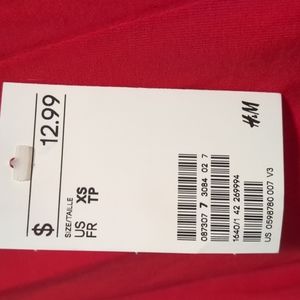 $ 12.99
SIZE/TAILLE
US XS
FR TP
H&M
087307 7 3084 02 7
1640/1 42 269994
US 0598780 007 V3